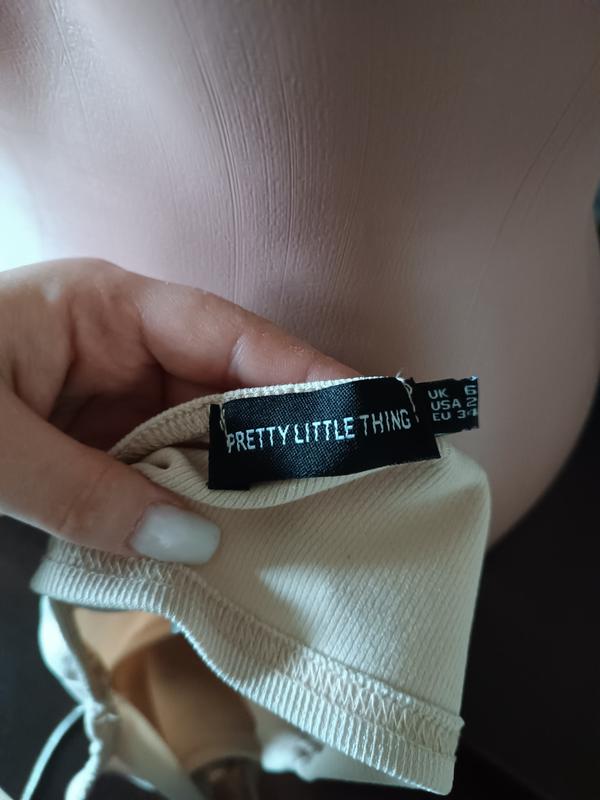 PRETTY LITTLE THING
UK 6
USA 2
EU 34